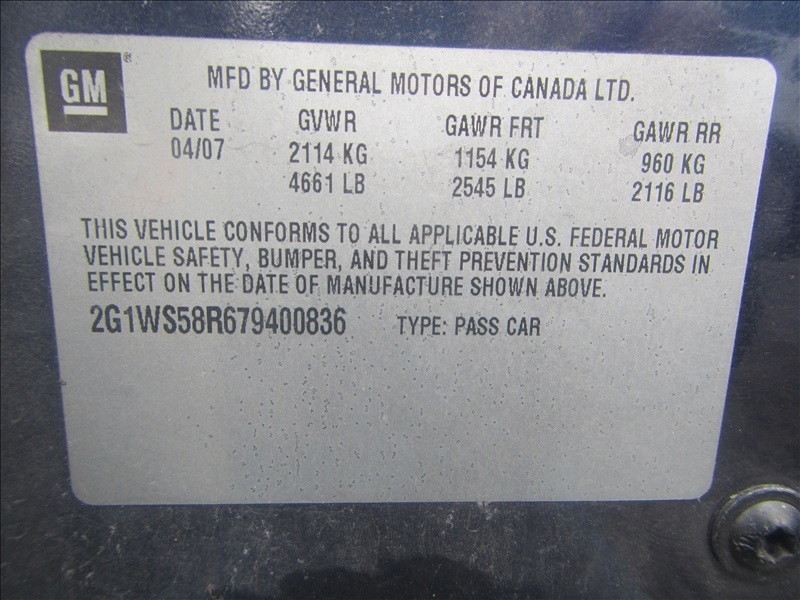 GM®
MFD BY GENERAL MOTORS OF CANADA LTD.
DATE GVWR GAWR FRT GAWR RR
04/07 2114 KG 1154 KG 960 KG
4661 LB 2545 LB 2116 LB
THIS VEHICLE CONFORMS TO ALL APPLICABLE U.S. FEDERAL MOTOR
VEHICLE SAFETY, BUMPER, AND THEFT PREVENTION STANDARDS IN
EFFECT ON THE DATE OF MANUFACTURE SHOWN ABOVE.
2G1WS58R679400836 TYPE: PASS CAR